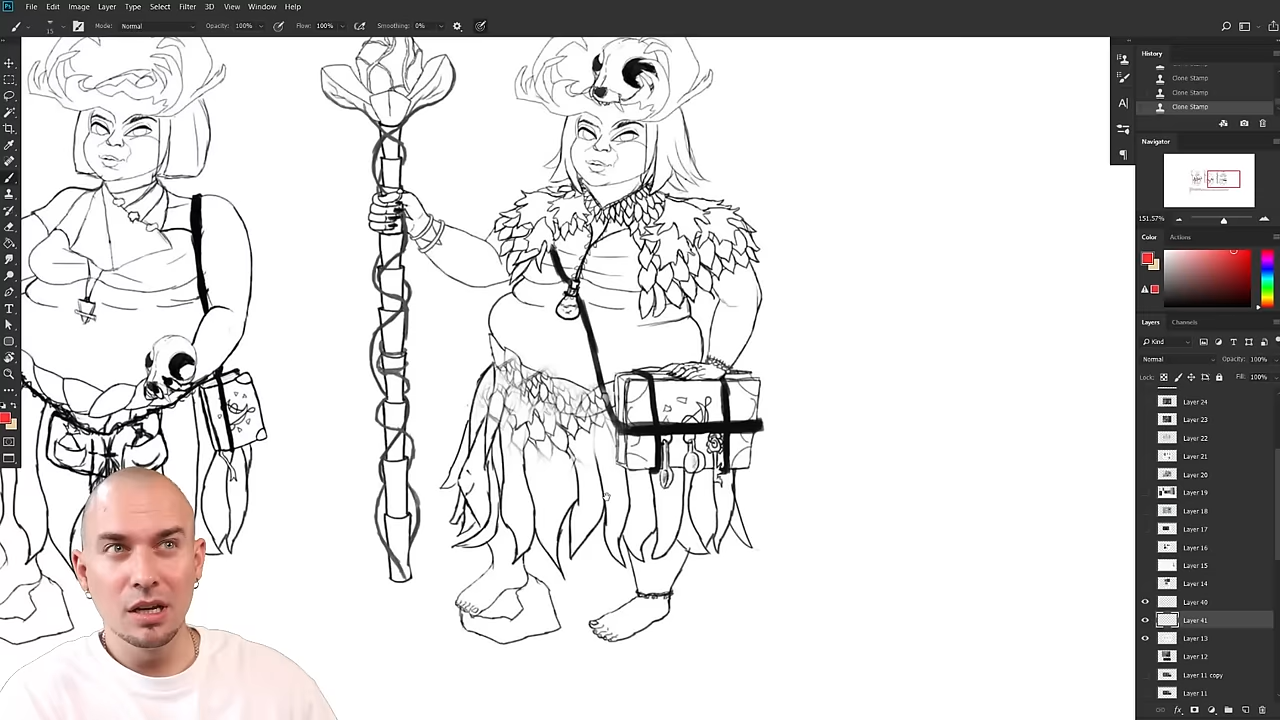 Ps File Edit Image Layer Type Select Filter 3D View Window Help
15 Mode: Normal Opacity: 100% Flow: 100% Smoothing: 0%
History
Clone Stamp
Clone Stamp
Clone Stamp
Navigator
151.57%
Color Actions
Layers Channels
Kind
Normal Opacity: 100%
Lock: Fill: 100%
Layer 24
Layer 23
Layer 22
Layer 21
Layer 20
Layer 19
Layer 18
Layer 17
Layer 16
Layer 15
Layer 14
Layer 40
Layer 41
Layer 13
Layer 12
Layer 11 copy
Layer 11